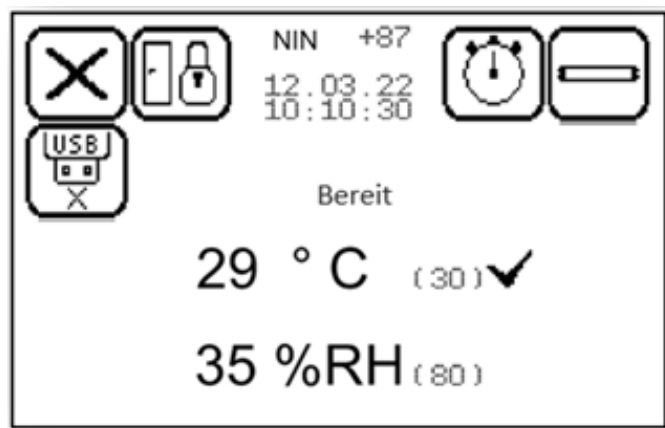 NIN +87
12.03.22
10:10:30
USB
Bereit
29 ° C (30)
35 %RH (80)